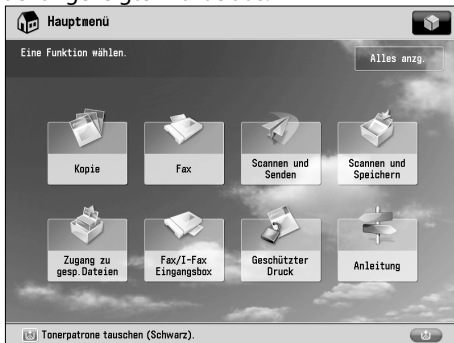 Hauptmenü
Eine Funktion wählen.
Alles anzg.
Kopie
Fax
Scannen und
Senden
Scannen und
Speichern
Zugang zu
gesp.Dateien
Fax/I-Fax
Eingangsbox
Geschützter
Druck
Anleitung
Tonerpatrone tauschen (Schwarz).